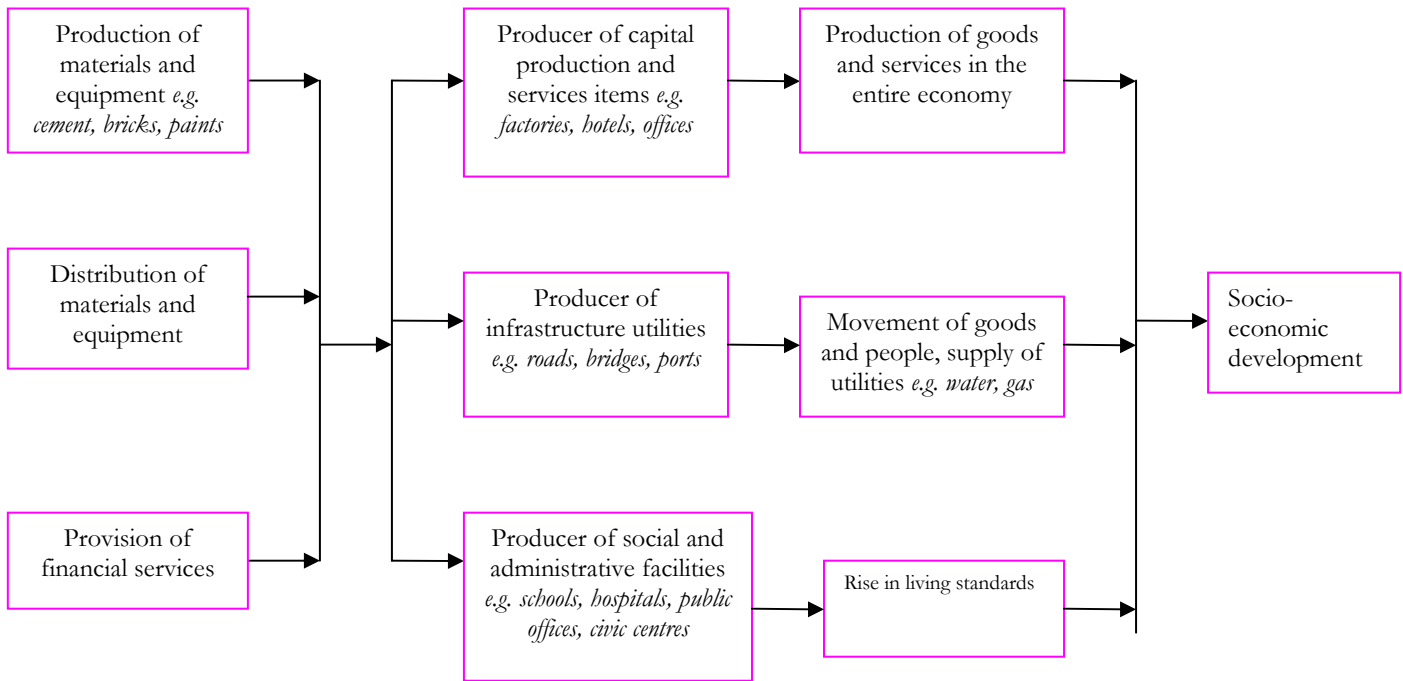 Production of
materials and
equipment e.g.
cement, bricks, paints
Producer of capital
production and
services items e.g.
factories, hotels, offices
Production of goods
and services in the
entire economy
Distribution of
materials and
equipment
Producer of
infrastructure utilities
e.g. roads, bridges, ports
Movement of goods
and people, supply of
utilities e.g. water, gas
Socio-
economic
development
Provision of
financial services
Producer of social and
administrative facilities
e.g. schools, hospitals, public
offices, civic centres
Rise in living standards